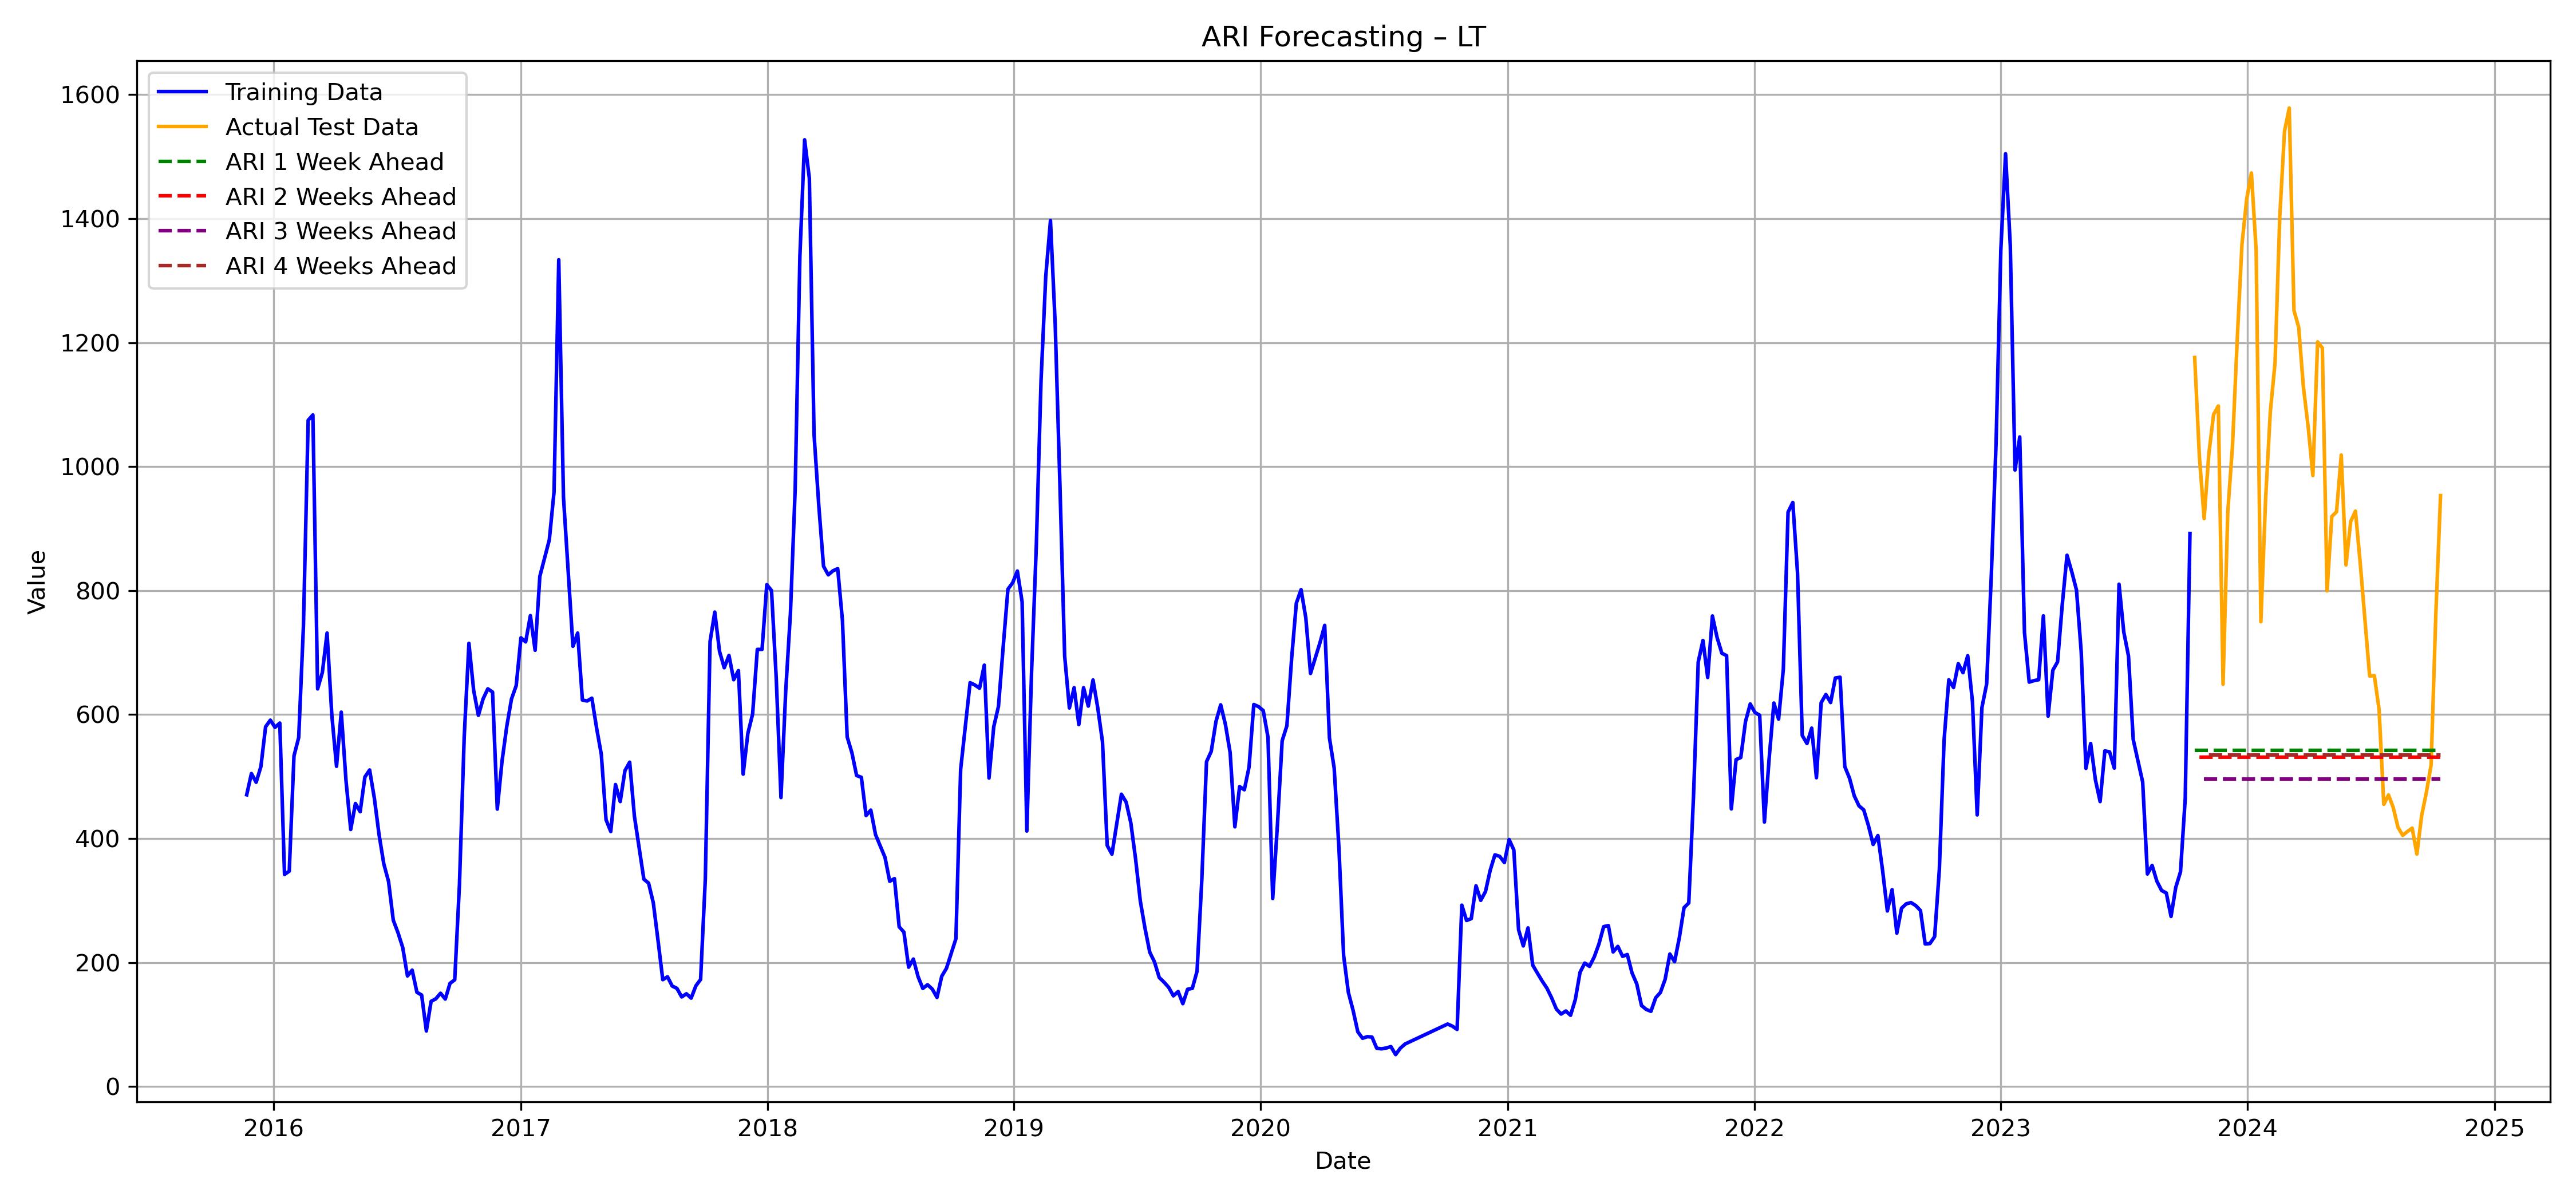 ARI Forecasting – LT
Training Data
Actual Test Data
ARI 1 Week Ahead
ARI 2 Weeks Ahead
ARI 3 Weeks Ahead
ARI 4 Weeks Ahead
1600
1400
1200
1000
800
600
400
200
0
Value
2016 2017 2018 2019 2020 2021 2022 2023 2024 2025
Date